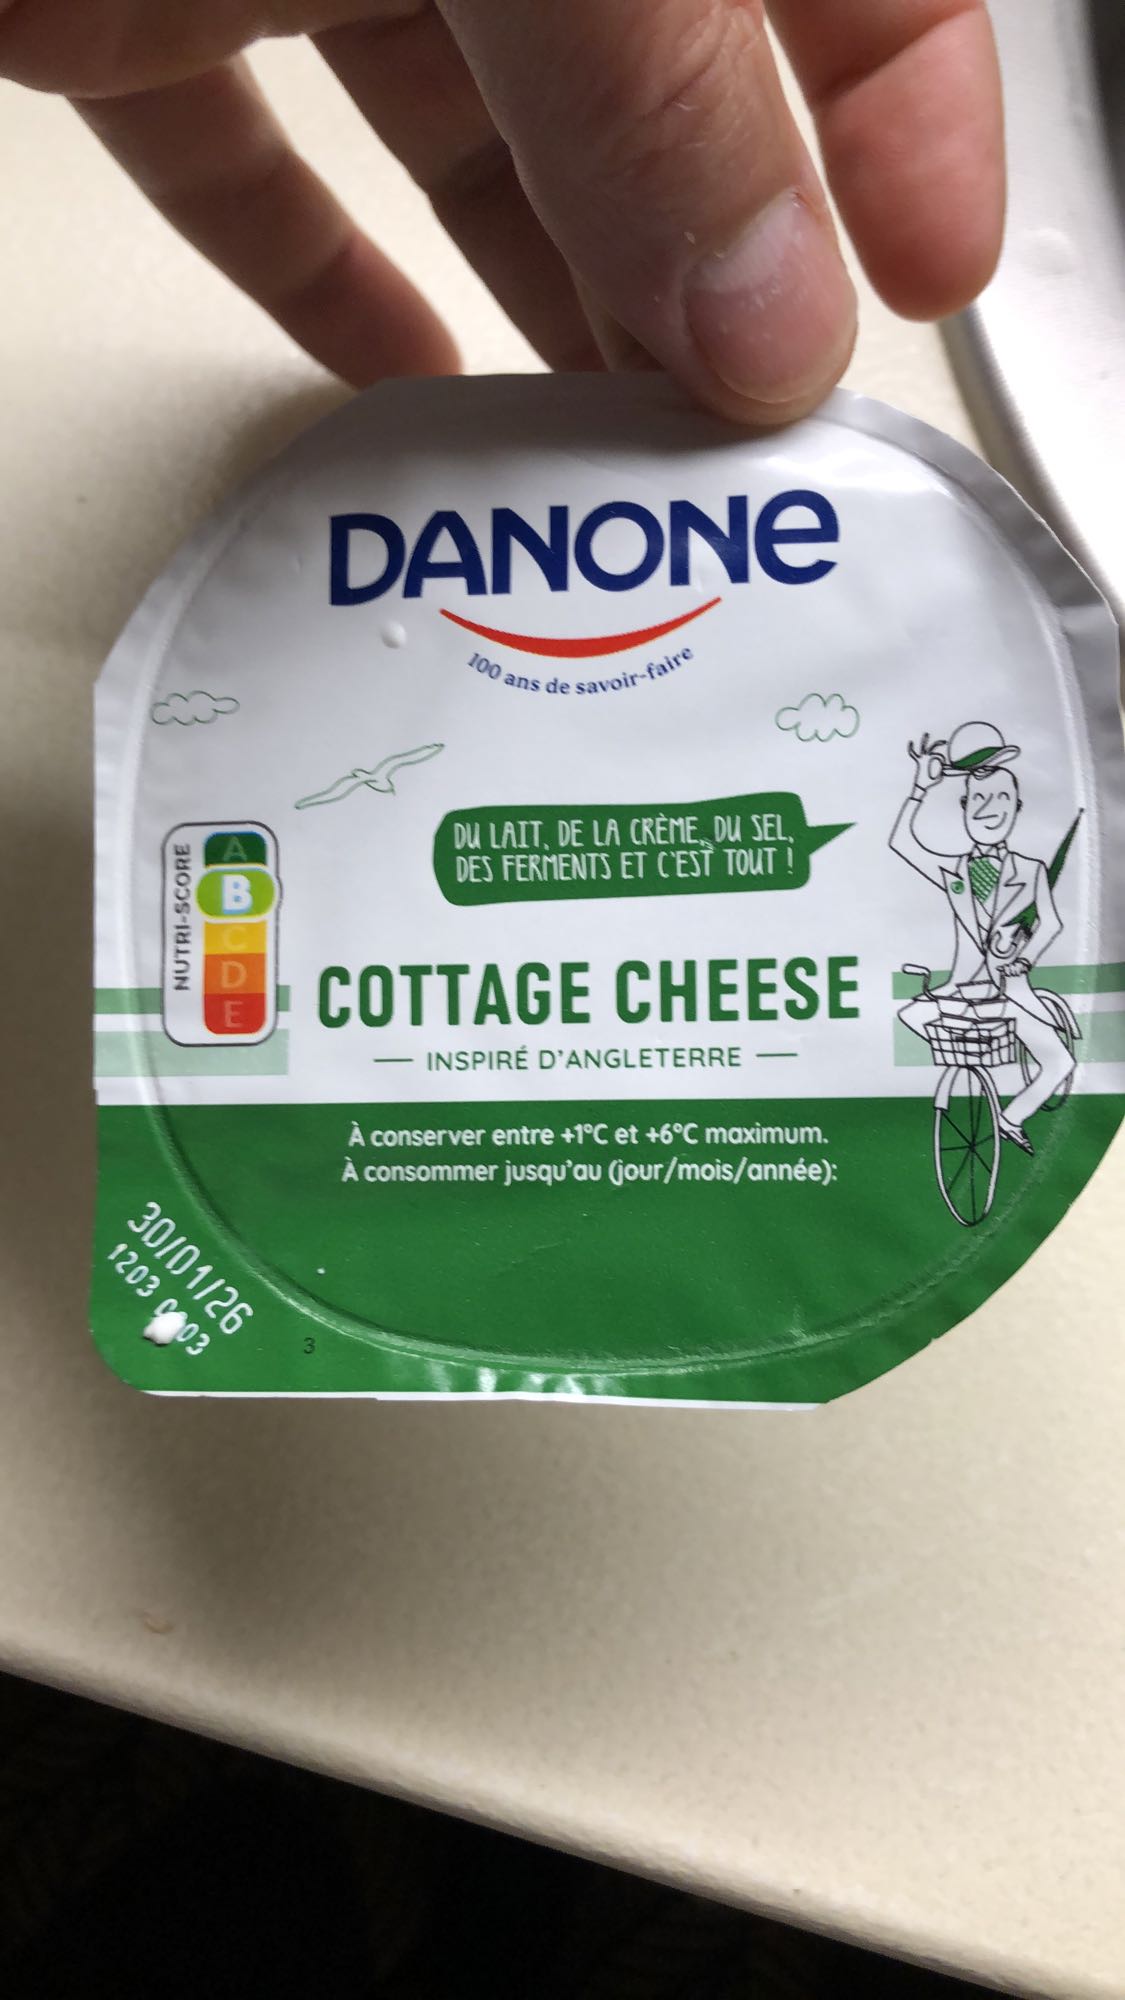 DANONE
100 ans de savoir-faire
DU LAIT, DE LA CRÈME, DU SEL,
DES FERMENTS ET C'EST TOUT !
NUTRI-SCORE
A
B
C
D
E
COTTAGE CHEESE
INSPIRÉ D'ANGLETERRE
À conserver entre +1°C et +6°C maximum.
À consommer jusqu'au (jour/mois/année):
30/01/26
1203
3